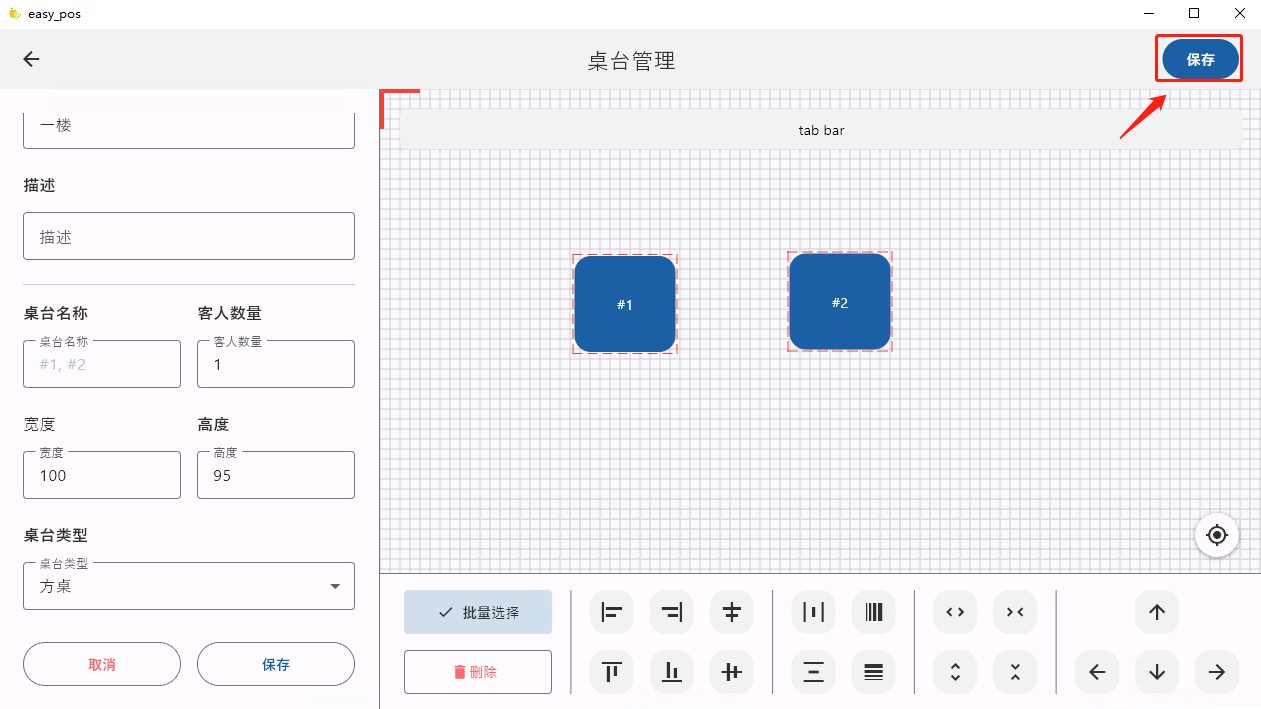 easy_pos
桌台管理
保存
一楼
描述
描述
桌台名称
客人数量
桌台名称
#1, #2
客人数量
1
宽度
高度
宽度
100
高度
95
桌台类型
桌台类型
方桌
取消
保存
tab bar
#1
#2
批量选择
删除